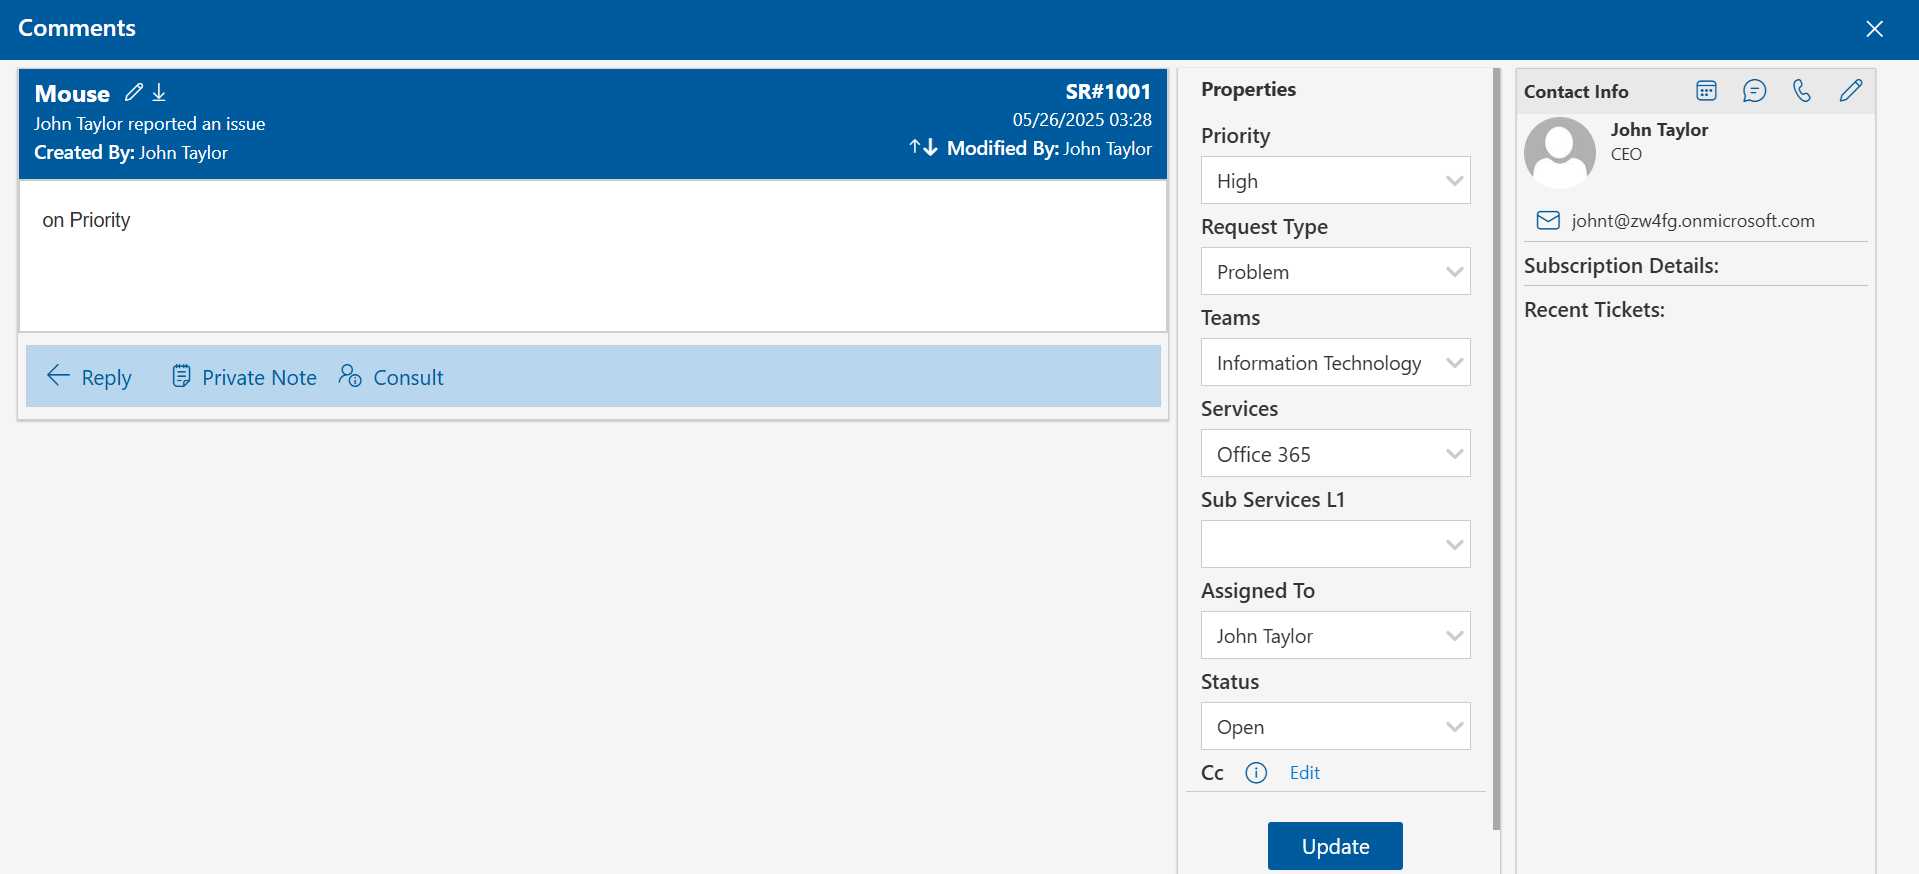 Comments
Mouse
John Taylor reported an issue
Created By: John Taylor
SR#1001
05/26/2025 03:28
Modified By: John Taylor
on Priority
Reply
Private Note
Consult
Properties
Priority
High
Request Type
Problem
Teams
Information Technology
Services
Office 365
Sub Services L1
Assigned To
John Taylor
Status
Open
Cc Edit
Update
Contact Info
John Taylor
CEO
johnt@zw4fg.onmicrosoft.com
Subscription Details:
Recent Tickets: